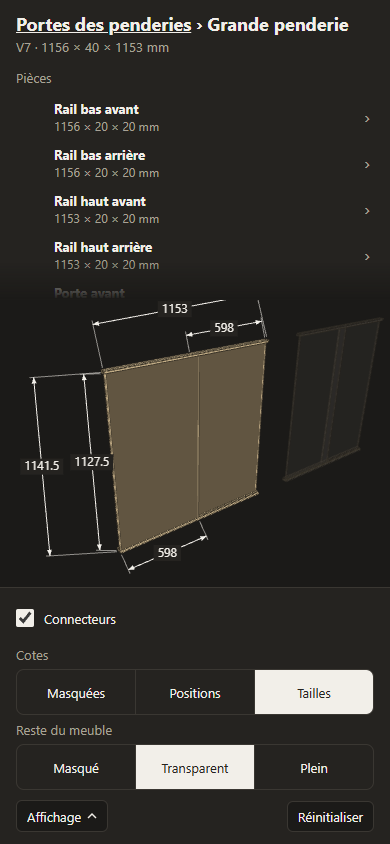 Portes des penderies › Grande penderie
V7 · 1156 × 40 × 1153 mm
Pièces
Rail bas avant
1156 × 20 × 20 mm
Rail bas arrière
1156 × 20 × 20 mm
Rail haut avant
1153 × 20 × 20 mm
Rail haut arrière
1153 × 20 × 20 mm
Porte avant
1153
598
1141.5
1127.5
598
Connecteurs
Cotes
Masquées Positions Tailles
Reste du meuble
Masqué Transparent Plein
Affichage Réinitialiser